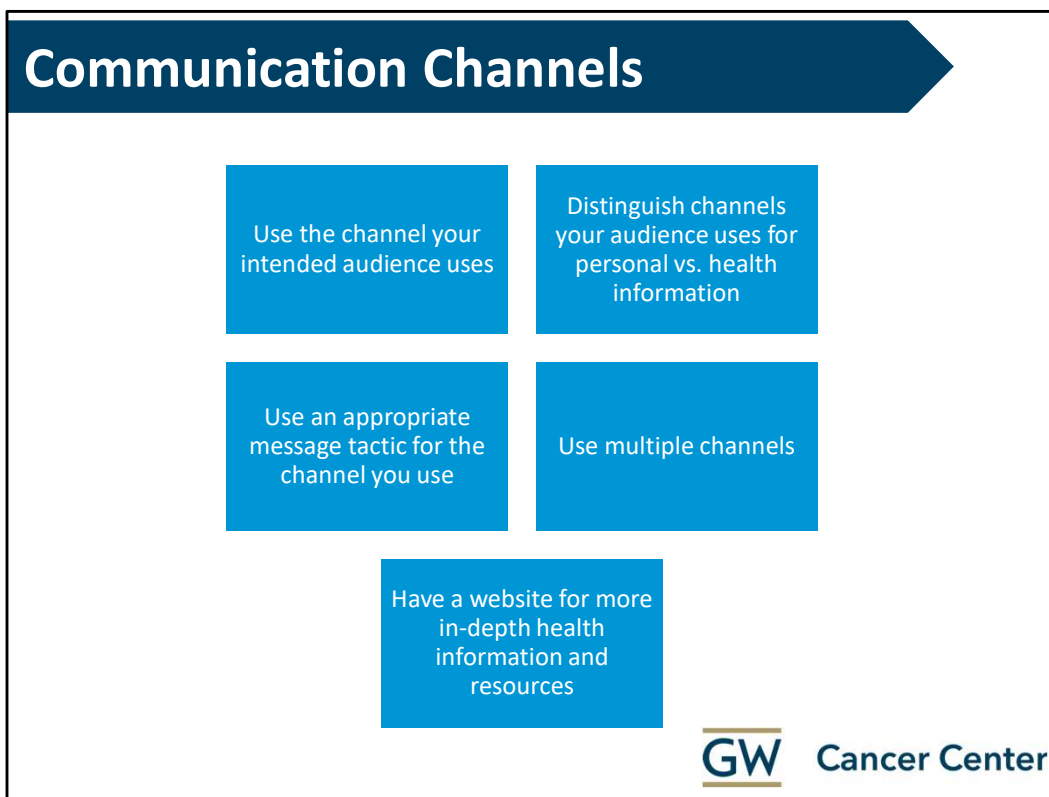 Communication Channels
Use the channel your
intended audience uses
Distinguish channels
your audience uses for
personal vs. health
information
Use an appropriate
message tactic for the
channel you use
Use multiple channels
Have a website for more
in-depth health
information and
resources
GW Cancer Center